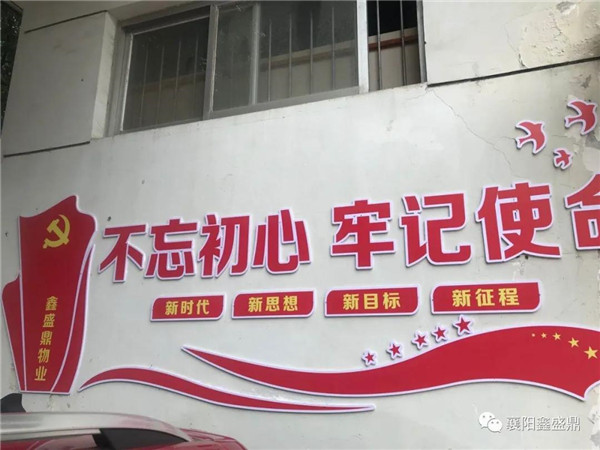 不忘初心 牢记使命
新时代 新思想 新目标 新征程
鑫盛鼎物业
襄阳鑫盛鼎